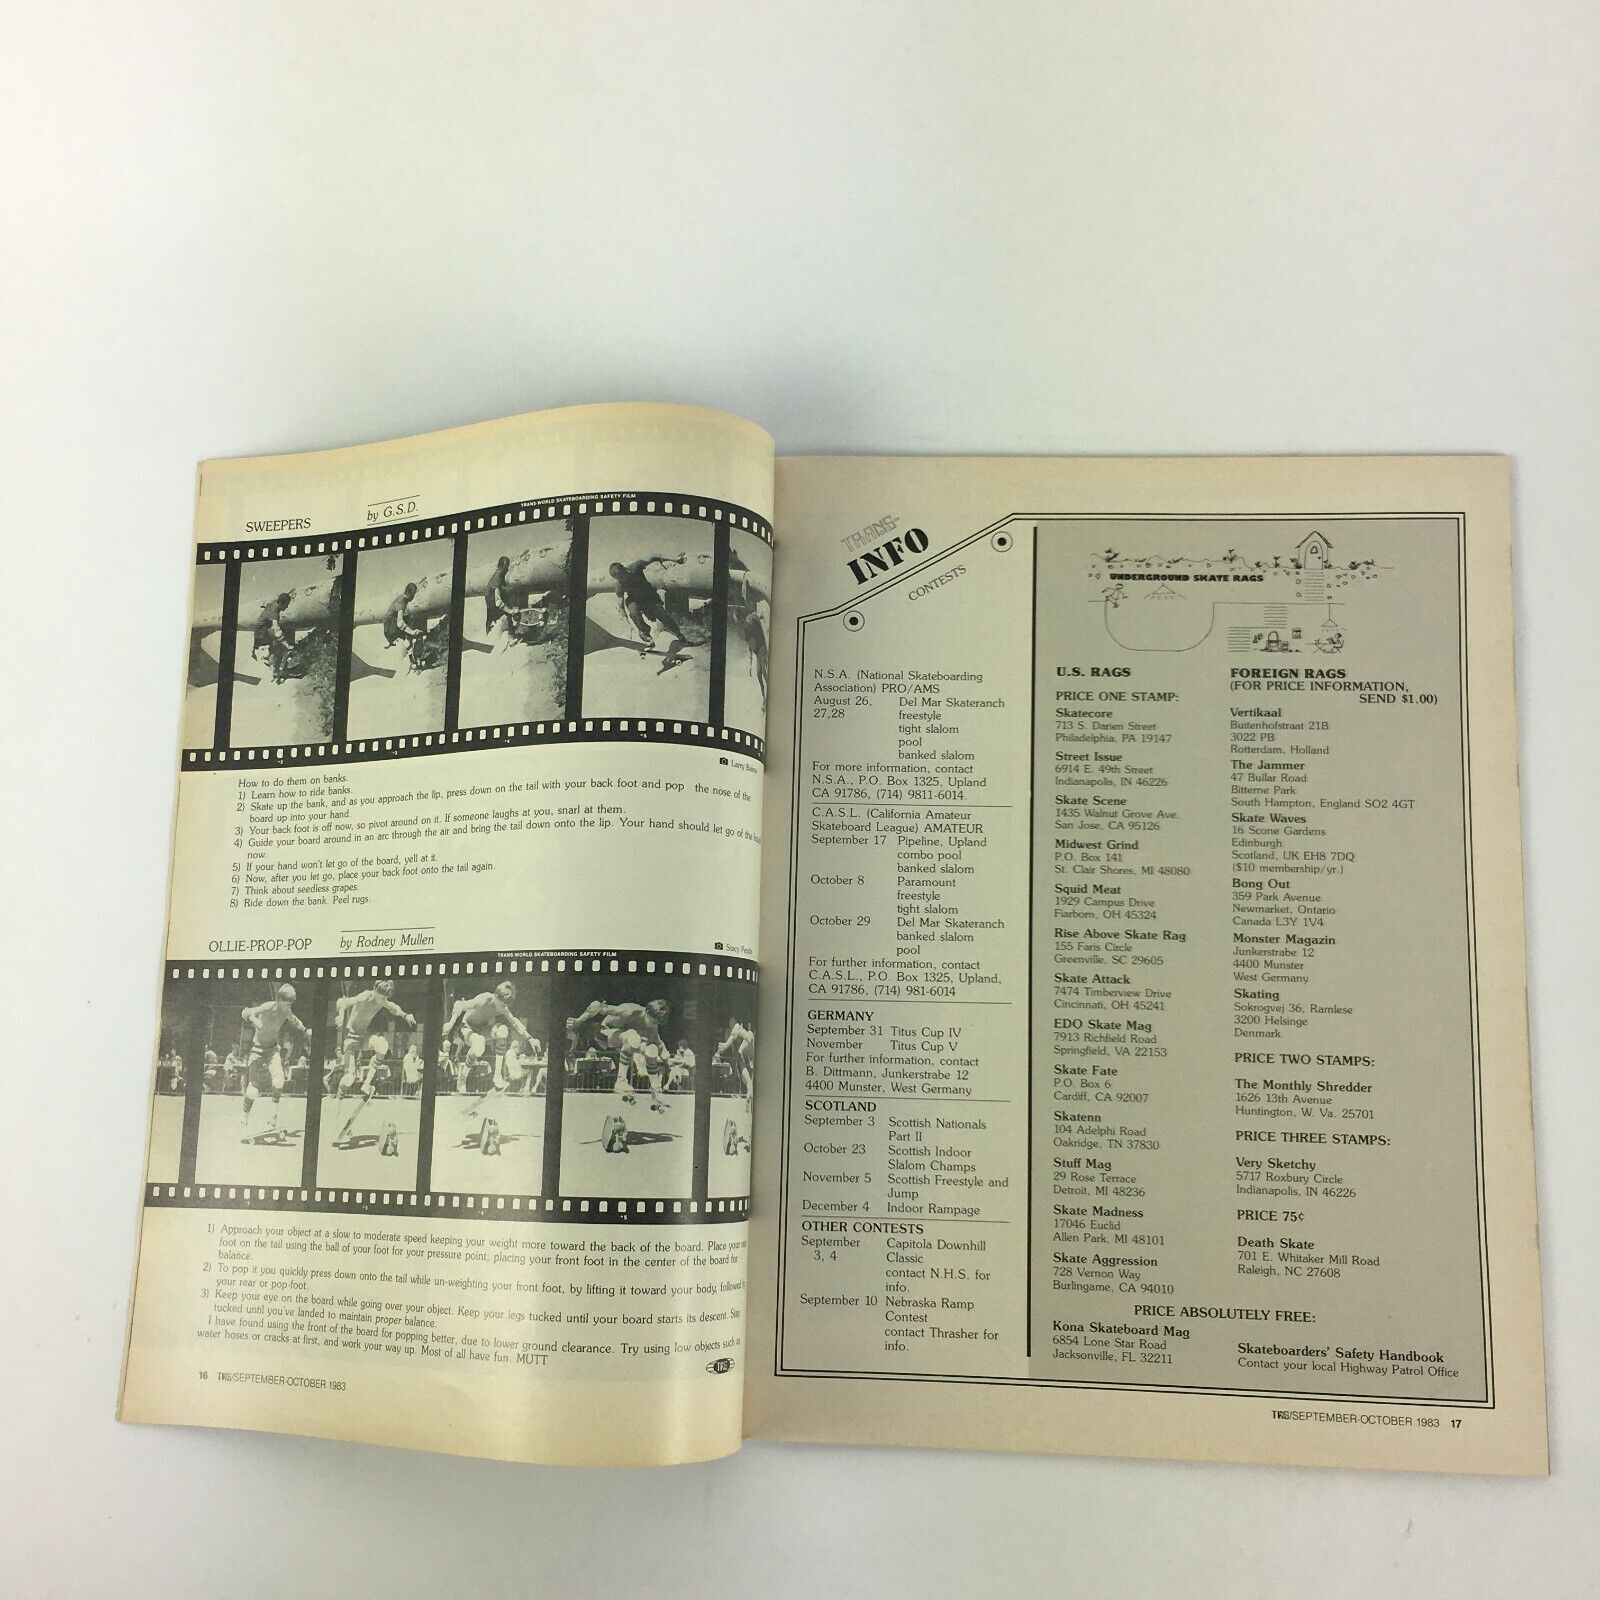 SWEEPERS
by G.S.D.
TRANS-WORLD SKATEBOARDING SAFETY FILM
Larry
How to do them on banks.
1) Learn how to ride banks.
2) Skate up the bank, and as you approach the lip, press down on the tail with your back foot and pop the nose of the
board up into your hand.
3) Your back foot is off now, so pivot around on it. If someone laughs at you, snarl at them.
4) Guide your board around in an arc through the air and bring the tail down onto the lip. Your hand should let go of the board
now.
5) If your hand won't let go of the board, yell at it.
6) Now, after you let go, place your back foot onto the tail again.
7) Think about seedless grapes.
8) Ride down the bank. Peel rugs.
OLLIE-PROP-POP
by Rodney Mullen
Stacy
TRANS-WORLD SKATEBOARDING SAFETY FILM
1) Approach your object at a slow to moderate speed keeping your weight more toward the back of the board. Place your rear
foot on the tail using the ball of your foot for your pressure point; placing your front foot in the center of the board for
balance.
2) To pop it you quickly press down onto the tail while un-weighting your front foot, by lifting it toward your body, followed by
your rear or pop-foot.
3) Keep your eye on the board while going over your object. Keep your legs tucked until your board starts its descent. Stay
tucked until you've landed to maintain proper balance.
I have found using the front of the board for popping better, due to lower ground clearance. Try using low objects such as
water hoses or cracks at first, and work your way up. Most of all have fun. MUTT
16 TWS/SEPTEMBER-OCTOBER 1983
TRANS-
INFO
CONTESTS
N.S.A. (National Skateboarding
Association) PRO/AMS
August 26, Del Mar Skateranch
27,28 freestyle
tight slalom
pool
banked slalom
For more information, contact
N.S.A., P.O. Box 1325, Upland
CA 91786, (714) 9811-6014.
C.A.S.L. (California Amateur
Skateboard League) AMATEUR
September 17 Pipeline, Upland
combo pool
banked slalom
October 8 Paramount
freestyle
tight slalom
October 29 Del Mar Skateranch
banked slalom
pool
For further information, contact
C.A.S.L., P.O. Box 1325, Upland,
CA 91786, (714) 981-6014
GERMANY
September 31 Titus Cup IV
November Titus Cup V
For further information, contact
B. Dittmann, Junkerstrabe 12
4400 Munster, West Germany
SCOTLAND
September 3 Scottish Nationals
Part II
October 23 Scottish Indoor
Slalom Champs
November 5 Scottish Freestyle and
Jump
December 4 Indoor Rampage
OTHER CONTESTS
September Capitola Downhill
3, 4 Classic
contact N.H.S. for
info.
September 10 Nebraska Ramp
Contest
contact Thrasher for
info.
UNDERGROUND SKATE RAGS
U.S. RAGS
PRICE ONE STAMP:
Skatecore
713 S. Darien Street
Philadelphia, PA 19147
Street Issue
6914 E. 49th Street
Indianapolis, IN 46226
Skate Scene
1435 Walnut Grove Ave.
San Jose, CA 95126
Midwest Grind
P.O. Box 141
St. Clair Shores, MI 48080
Squid Meat
1929 Campus Drive
Fiarborn, OH 45324
Rise Above Skate Rag
155 Faris Circle
Greenville, SC 29605
Skate Attack
7474 Timberview Drive
Cincinnati, OH 45241
EDO Skate Mag
7913 Richfield Road
Springfield, VA 22153
Skate Fate
P.O. Box 6
Cardiff, CA 92007
Skatenn
104 Adelphi Road
Oakridge, TN 37830
Stuff Mag
29 Rose Terrace
Detroit, MI 48236
Skate Madness
17046 Euclid
Allen Park, MI 48101
Skate Aggression
728 Vernon Way
Burlingame, CA 94010
FOREIGN RAGS
(FOR PRICE INFORMATION,
SEND $1.00)
Vertikaal
Buitenhofstraat 21B
3022 PB
Rotterdam, Holland
The Jammer
47 Bullar Road
Bitterne Park
South Hampton, England SO2 4GT
Skate Waves
16 Scone Gardens
Edinburgh
Scotland, UK EH8 7DQ
($10 membership/yr.)
Bong Out
359 Park Avenue
Newmarket, Ontario
Canada L3Y 1V4
Monster Magazin
Junkerstrabe 12
4400 Munster
West Germany
Skating
Sokrogvej 36, Ramlese
3200 Helsinge
Denmark
PRICE TWO STAMPS:
The Monthly Shredder
1626 13th Avenue
Huntington, W. Va. 25701
PRICE THREE STAMPS:
Very Sketchy
5717 Roxbury Circle
Indianapolis, IN 46226
PRICE 75¢
Death Skate
701 E. Whitaker Mill Road
Raleigh, NC 27608
PRICE ABSOLUTELY FREE:
Kona Skateboard Mag
6854 Lone Star Road
Jacksonville, FL 32211
Skateboarders' Safety Handbook
Contact your local Highway Patrol Office
TWS/SEPTEMBER-OCTOBER 1983 17